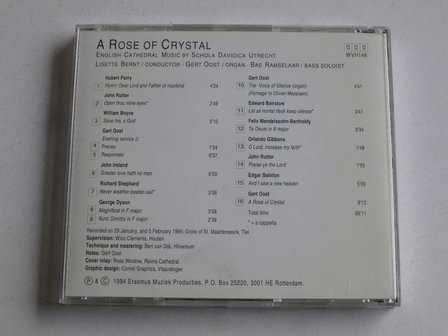 A ROSE OF CRYSTAL
ENGLISH CATHEDRAL MUSIC BY SCHOLA DAVIDICA UTRECHT
LISETTE BERNT / CONDUCTOR - GERT OOST / ORGAN - BAS RAMSELAAR / BASS SOLOIST
DDD
WVH146
Hubert Parry
1 Hymn: Dear Lord and Father of mankind 4'24
John Rutter
2 Open thou mine eyes* 2'49
William Boyce
3 Save me, o God 3'10
Gert Oost
Evening service II
4 Preces 1'24
5 Responses 6'37
John Ireland
6 Greater love hath no man 6'00
Richard Shephard
7 Never weather beaten sail* 2'06
George Dyson
8 Magnificat in F major 3'58
9 Nunc Dimittis in F major 2'39
Gert Oost
10 The Voice of Silence (organ) 4'41
(Homage to Olivier Messiaen)
Edward Bairstow
11 Let all mortal flesh keep silence* 2'41
Felix Mendelssohn-Bartholdy
12 Te Deum in A major 9'34
Orlando Gibbons
13 O Lord, increase my faith* 1'48
John Rutter
14 Praise ye the Lord 1'55
Edgar Bainton
15 And I saw a new heaven 5'09
Gert Oost
16 A Rose of Crystal 8'13
Total time 69'11
* = a cappella
Recorded on 29 January, and 5 February 1994; Grote of St. Maartenskerk, Tiel
Supervision: Wico Clements, Houten
Technique and mastering: Bert van Dijk, Hilversum
Notes: Gert Oost
Cover inlay: Rose Window, Reims Cathedral
Graphic design: Comsl Graphics, Vlaardingen
℗ & © 1994 Erasmus Muziek Producties, P.O. Box 25220, 3001 HE Rotterdam.